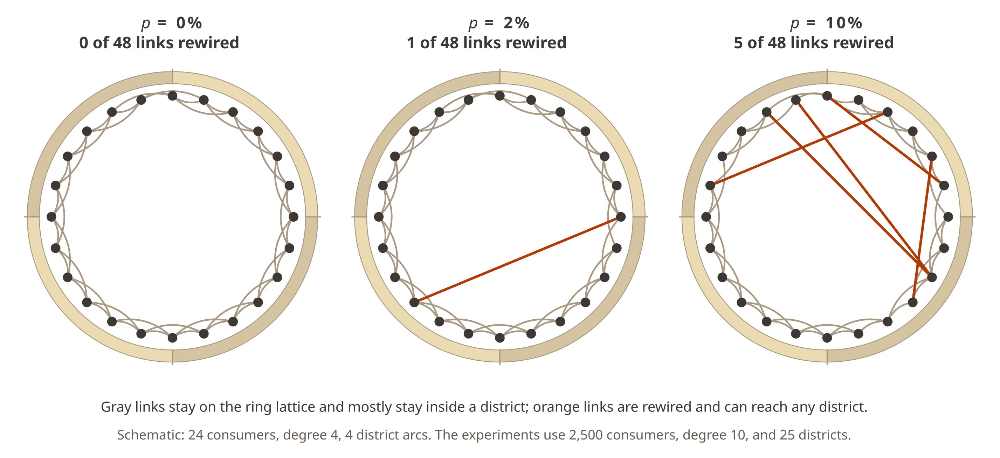 p = 0%
0 of 48 links rewired
p = 2%
1 of 48 links rewired
p = 10%
5 of 48 links rewired
Gray links stay on the ring lattice and mostly stay inside a district; orange links are rewired and can reach any district.
Schematic: 24 consumers, degree 4, 4 district arcs. The experiments use 2,500 consumers, degree 10, and 25 districts.